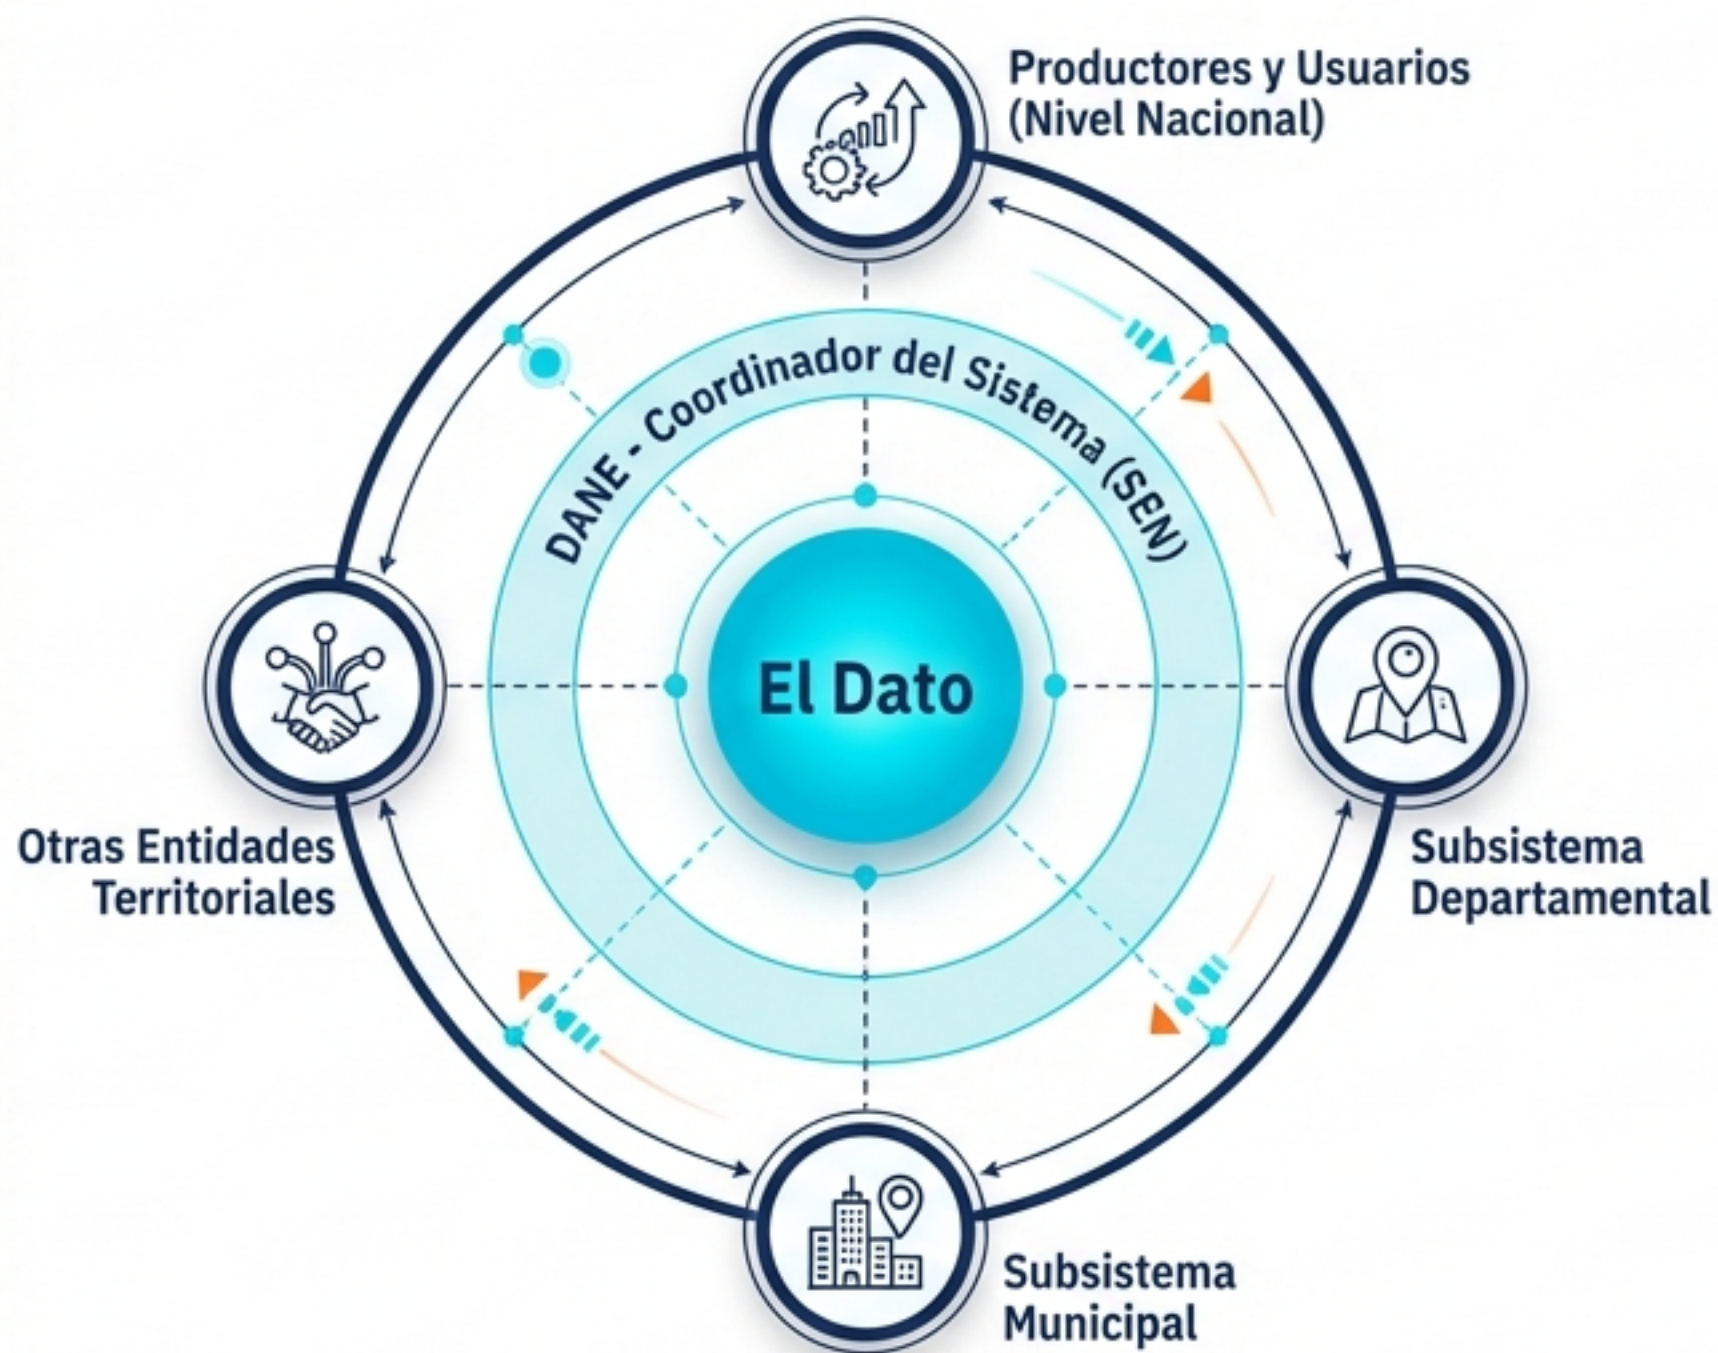 Productores y Usuarios
(Nivel Nacional)
DANE - Coordinador del Sistema (SEN)
El Dato
Otras Entidades
Territoriales
Subsistema
Departamental
Subsistema
Municipal